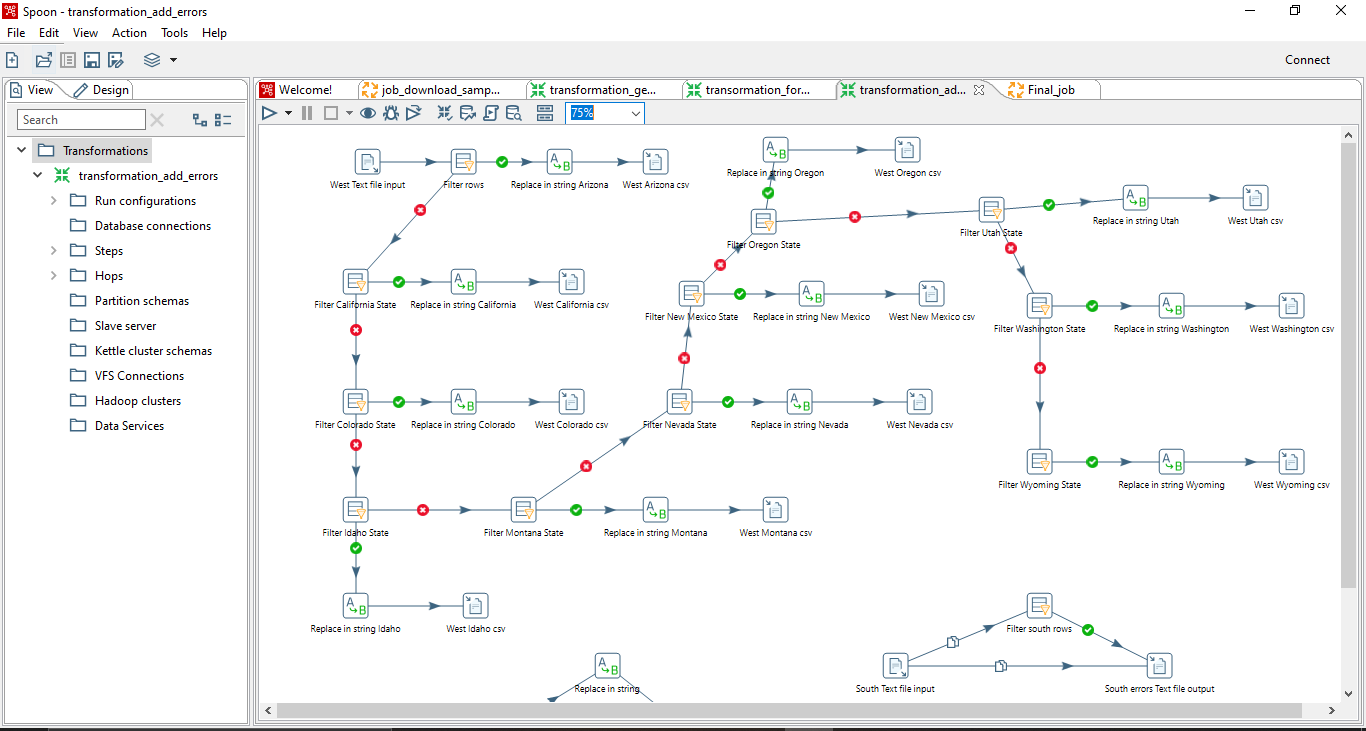 Spoon - transformation_add_errors
File Edit View Action Tools Help
Connect
View Design
Welcome! job_download_samp... transformation_ge... transormation_for... transformation_ad... Final_job
Search
75%
Transformations
transformation_add_errors
Run configurations
Database connections
Steps
Hops
Partition schemas
Slave server
Kettle cluster schemas
VFS Connections
Hadoop clusters
Data Services
West Text file input Filter rows Replace in string Arizona West Arizona csv
Replace in string Oregon West Oregon csv
Filter Oregon State Filter Utah State Replace in string Utah West Utah csv
Filter California State Replace in string California West California csv
Filter New Mexico State Replace in string New Mexico West New Mexico csv
Filter Washington State Replace in string Washington West Washington csv
Filter Colorado State Replace in string Colorado West Colorado csv
Filter Nevada State Replace in string Nevada West Nevada csv
Filter Wyoming State Replace in string Wyoming West Wyoming csv
Filter Idaho State Filter Montana State Replace in string Montana West Montana csv
Replace in string Idaho West Idaho csv
Filter south rows
Replace in string
South Text file input South errors Text file output